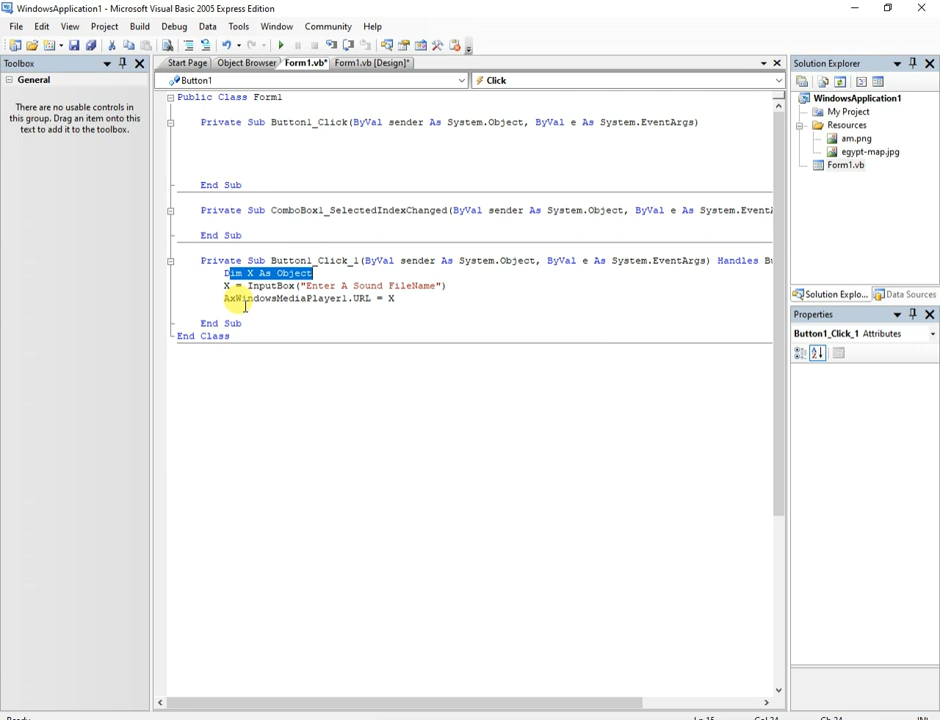 WindowsApplication1 - Microsoft Visual Basic 2005 Express Edition
File Edit View Project Build Debug Data Tools Window Community Help
Toolbox
General
There are no usable controls in this group. Drag an item onto this text to add it to the toolbox.
Start Page Object Browser Form1.vb* Form1.vb [Design]*
Button1 Click
Public Class Form1
Private Sub Button1_Click(ByVal sender As System.Object, ByVal e As System.EventArgs)
End Sub
Private Sub ComboBox1_SelectedIndexChanged(ByVal sender As System.Object, ByVal e As System.EventA
End Sub
Private Sub Button1_Click_1(ByVal sender As System.Object, ByVal e As System.EventArgs) Handles Bu
Dim X As Object
X = InputBox("Enter A Sound FileName")
AxWindowsMediaPlayer1.URL = X
End Sub
End Class
Solution Explorer
WindowsApplication1
My Project
Resources
am.png
egypt-map.jpg
Form1.vb
Solution Explo... Data Sources
Properties
Button1_Click_1 Attributes